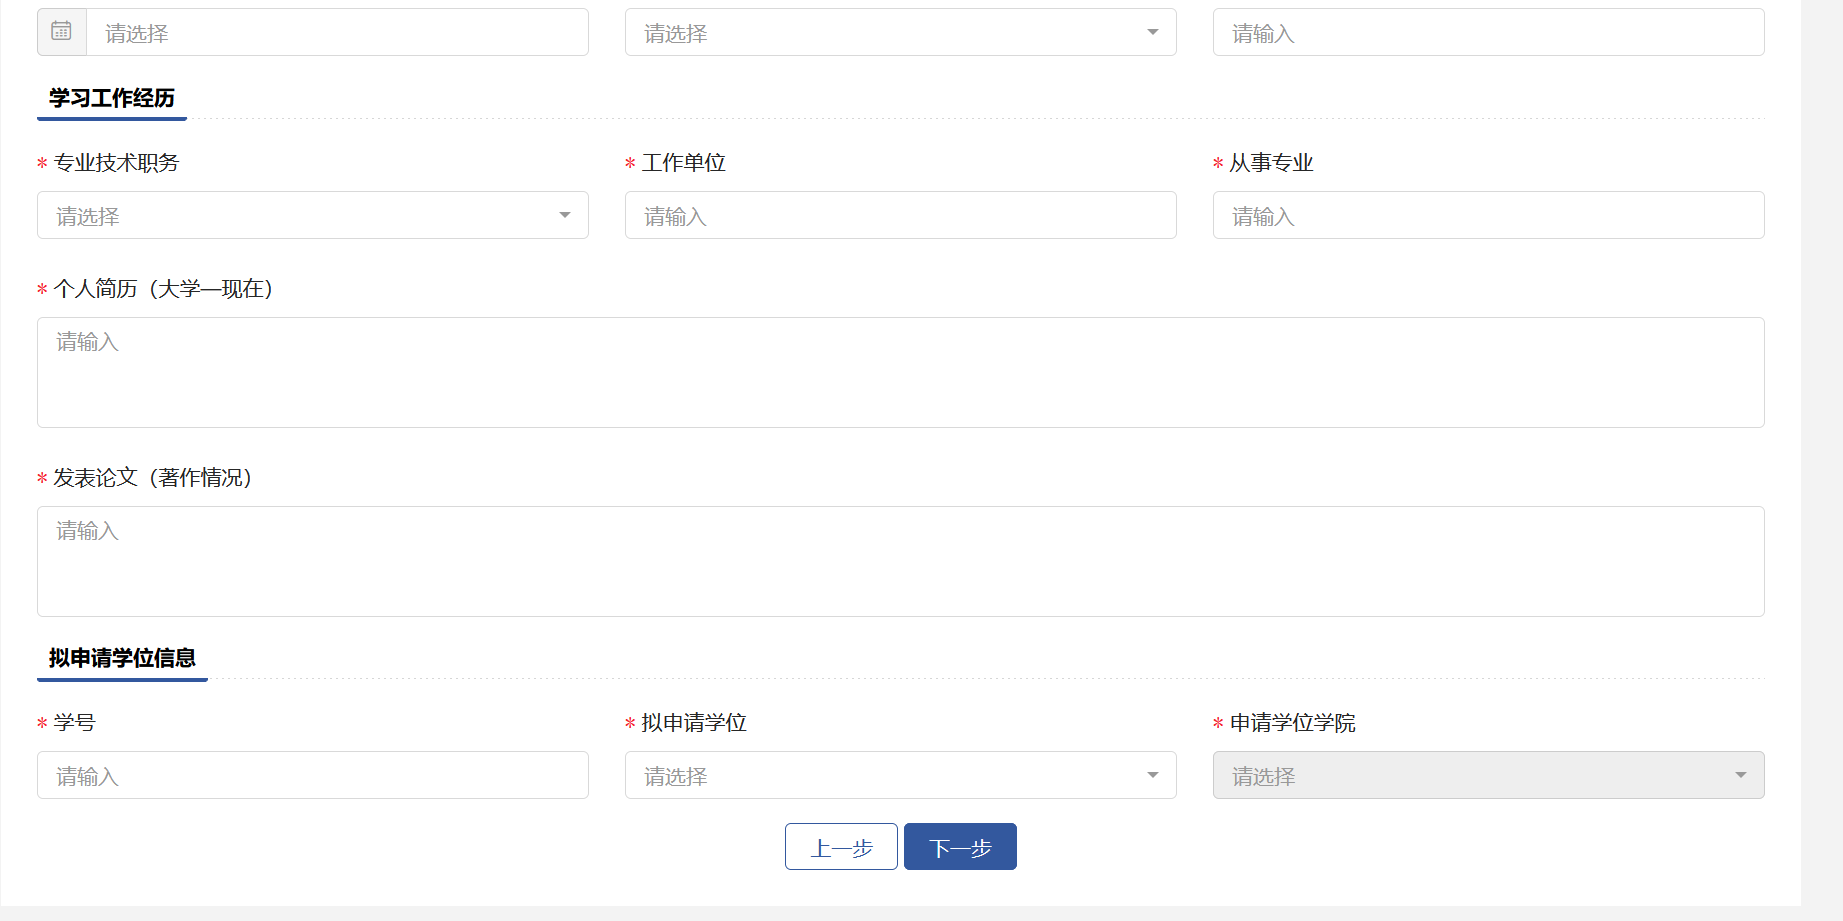 请选择 请选择 请输入
学习工作经历
* 专业技术职务 * 工作单位 * 从事专业
请选择 请输入 请输入
* 个人简历（大学—现在）
请输入
* 发表论文（著作情况）
请输入
拟申请学位信息
* 学号 * 拟申请学位 * 申请学位学院
请输入 请选择 请选择
上一步 下一步